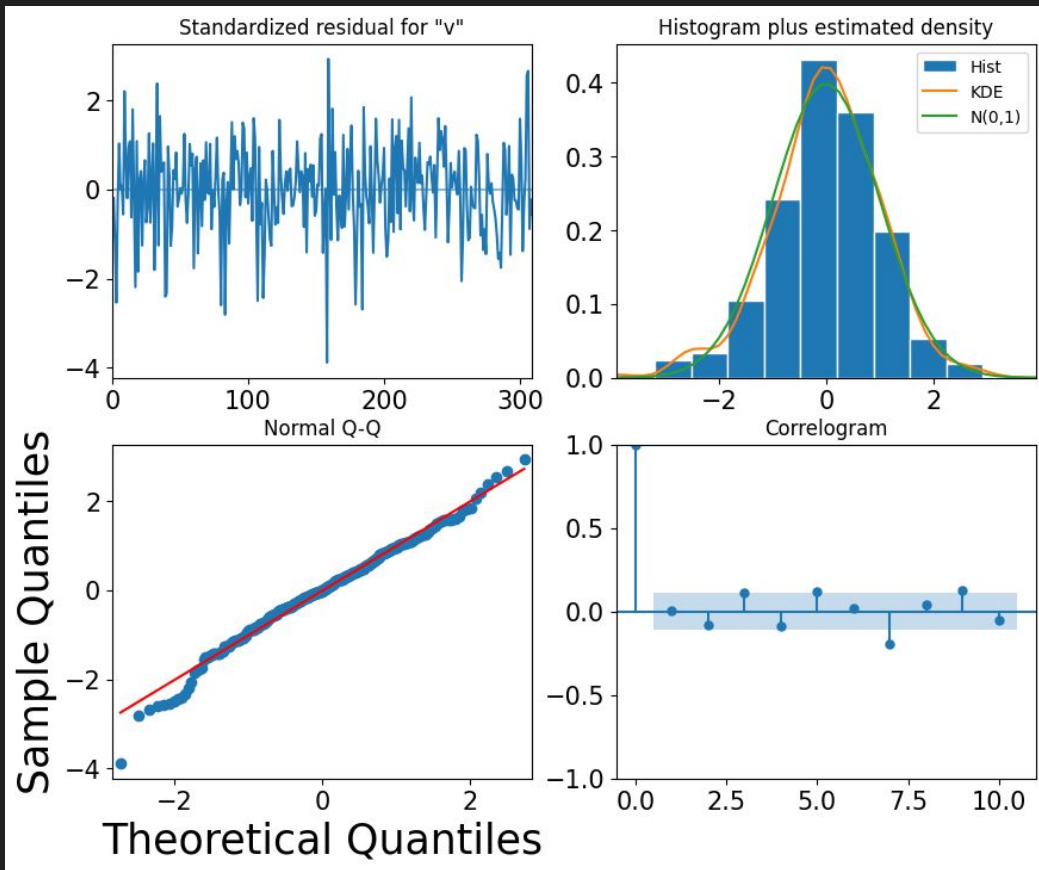 Standardized residual for "v"
2
0
−2
−4
0 100 200 300
Histogram plus estimated density
Hist
KDE
N(0,1)
0.4
0.3
0.2
0.1
0.0
−2 0 2
Normal Q-Q
Sample Quantiles
2
0
−2
−4
−2 0 2
Theoretical Quantiles
Correlogram
1.0
0.5
0.0
−0.5
−1.0
0.0 2.5 5.0 7.5 10.0